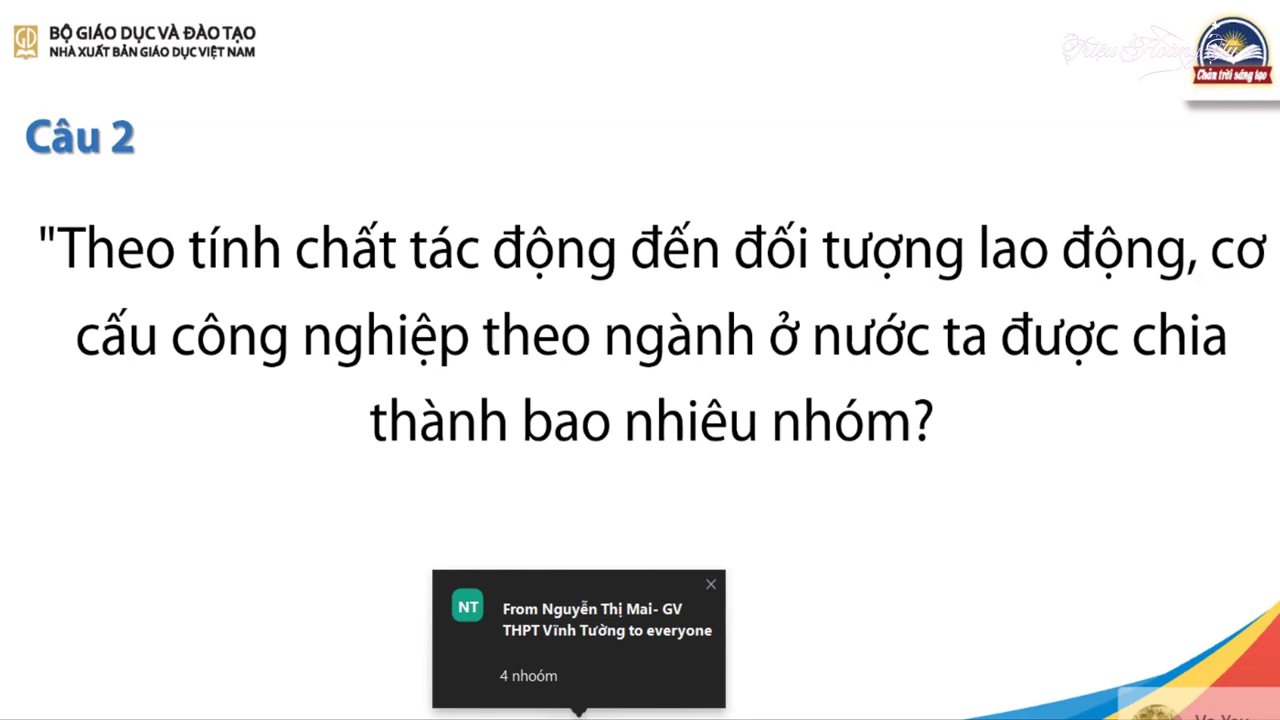 BỘ GIÁO DỤC VÀ ĐÀO TẠO
NHÀ XUẤT BẢN GIÁO DỤC VIỆT NAM
Chân trời sáng tạo
Câu 2
"Theo tính chất tác động đến đối tượng lao động, cơ
cấu công nghiệp theo ngành ở nước ta được chia
thành bao nhiêu nhóm?
NT
From Nguyễn Thị Mai- GV
THPT Vĩnh Tường to everyone
4 nhoóm